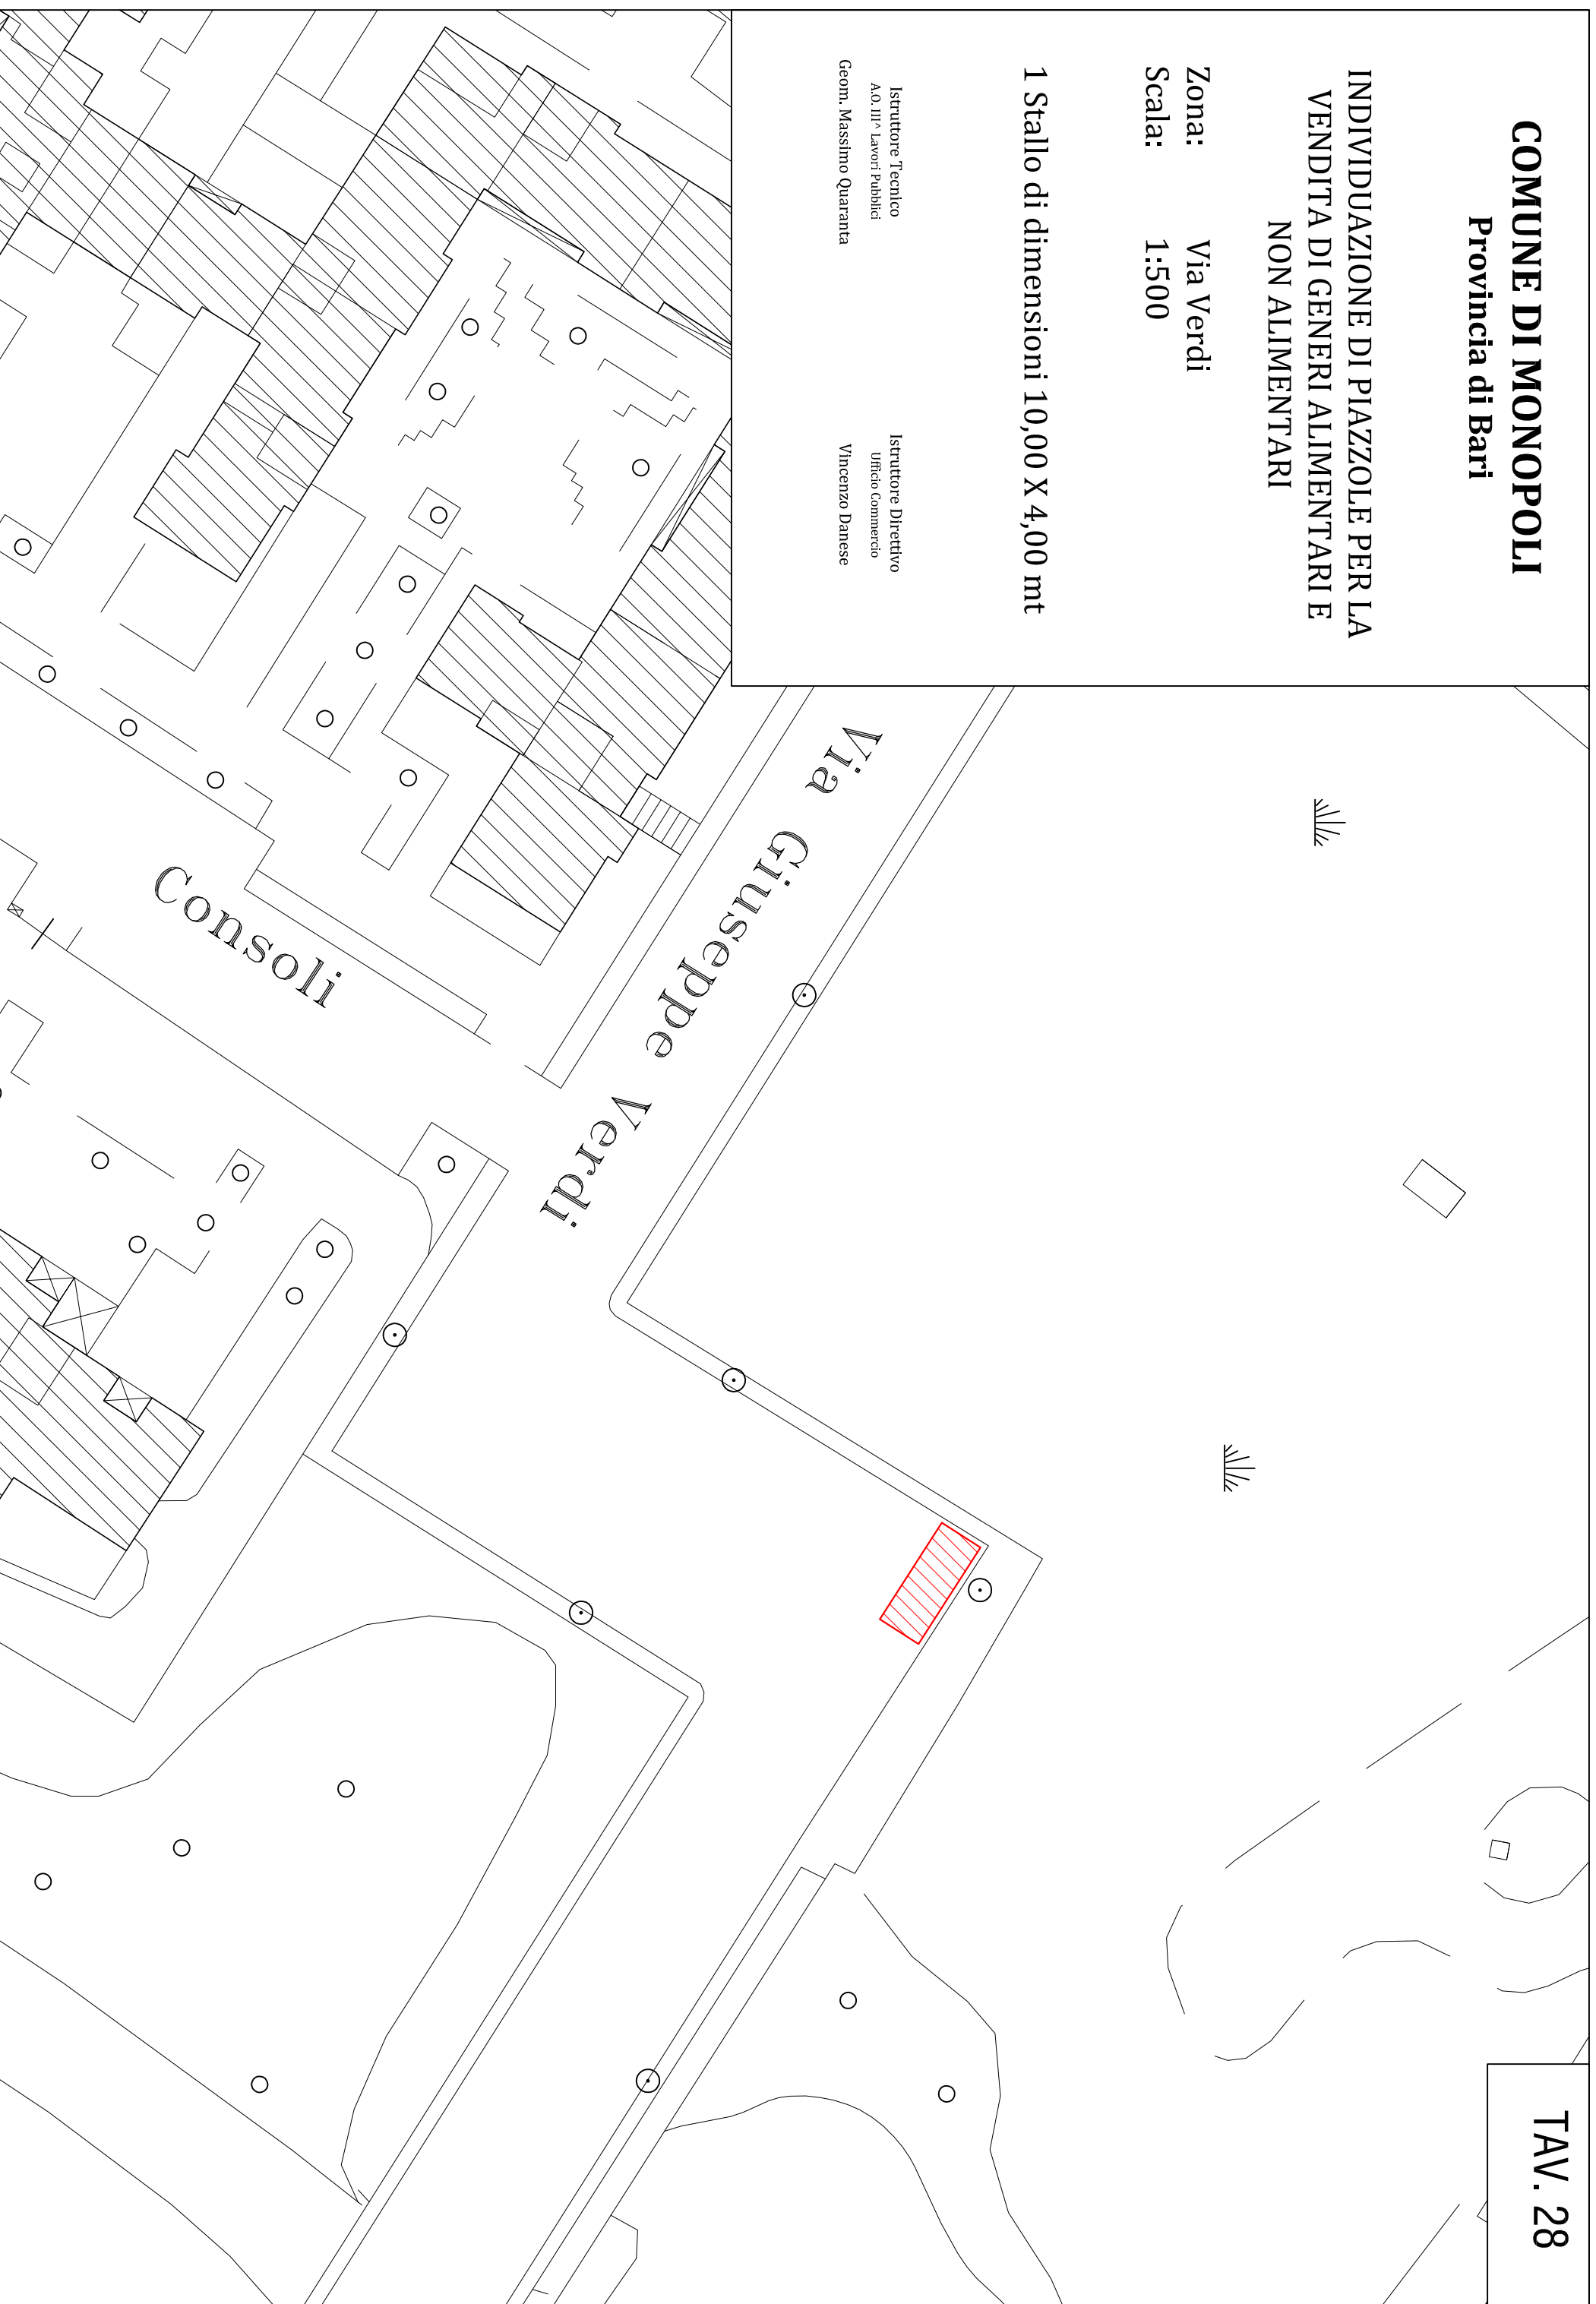 COMUNE DI MONOPOLI
Provincia di Bari
INDIVIDUAZIONE DI PIAZZOLE PER LA
VENDITA DI GENERI ALIMENTARI E
NON ALIMENTARI
Zona: Via Verdi
Scala: 1:500
1 Stallo di dimensioni 10,00 X 4,00 mt
Istruttore Tecnico
A.O. III^ Lavori Pubblici
Geom. Massimo Quaranta
Istruttore Direttivo
Ufficio Commercio
Vincenzo Danese
Via Giuseppe Verdi
Consoli
TAV. 28